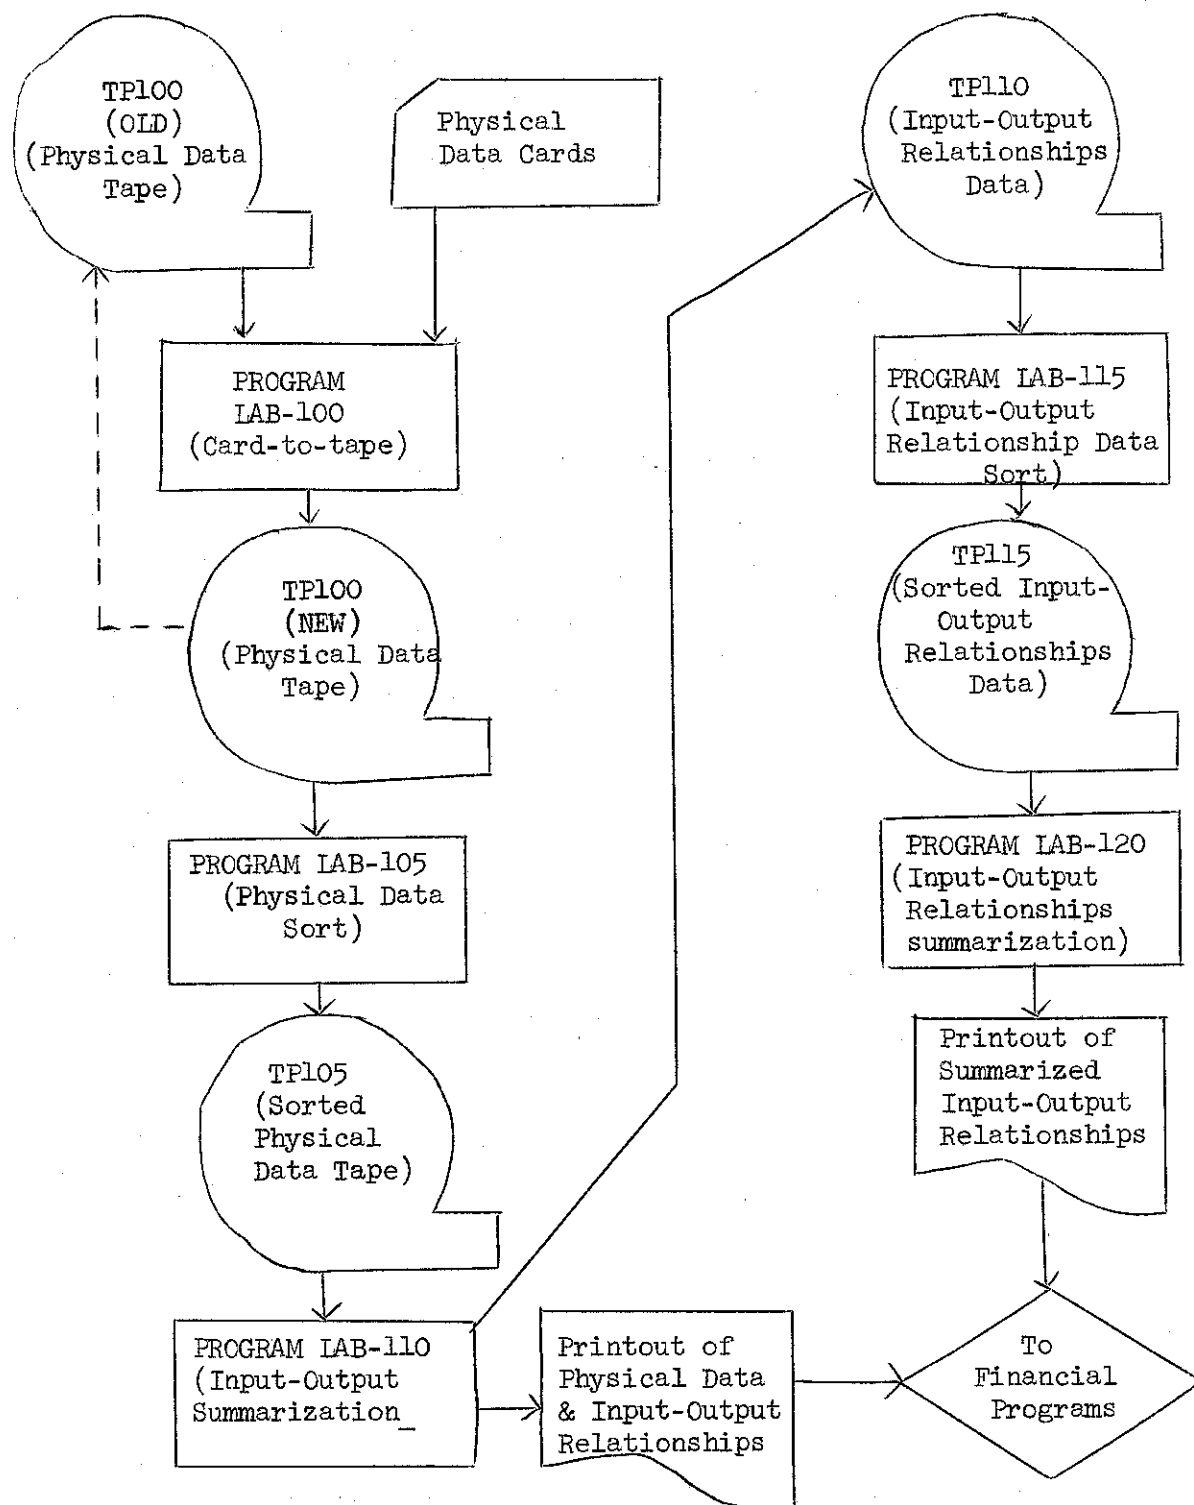 TP100
(OLD)
(Physical Data
Tape)
Physical
Data Cards
PROGRAM
LAB-100
(Card-to-tape)
TP100
(NEW)
(Physical Data
Tape)
PROGRAM LAB-105
(Physical Data
Sort)
TP105
(Sorted
Physical
Data Tape)
PROGRAM LAB-110
(Input-Output
Summarization_
Printout of
Physical Data
& Input-Output
Relationships
TP110
(Input-Output
Relationships
Data)
PROGRAM LAB-115
(Input-Output
Relationship Data
Sort)
TP115
(Sorted Input-
Output
Relationships
Data)
PROGRAM LAB-120
(Input-Output
Relationships
summarization)
Printout of
Summarized
Input-Output
Relationships
To
Financial
Programs